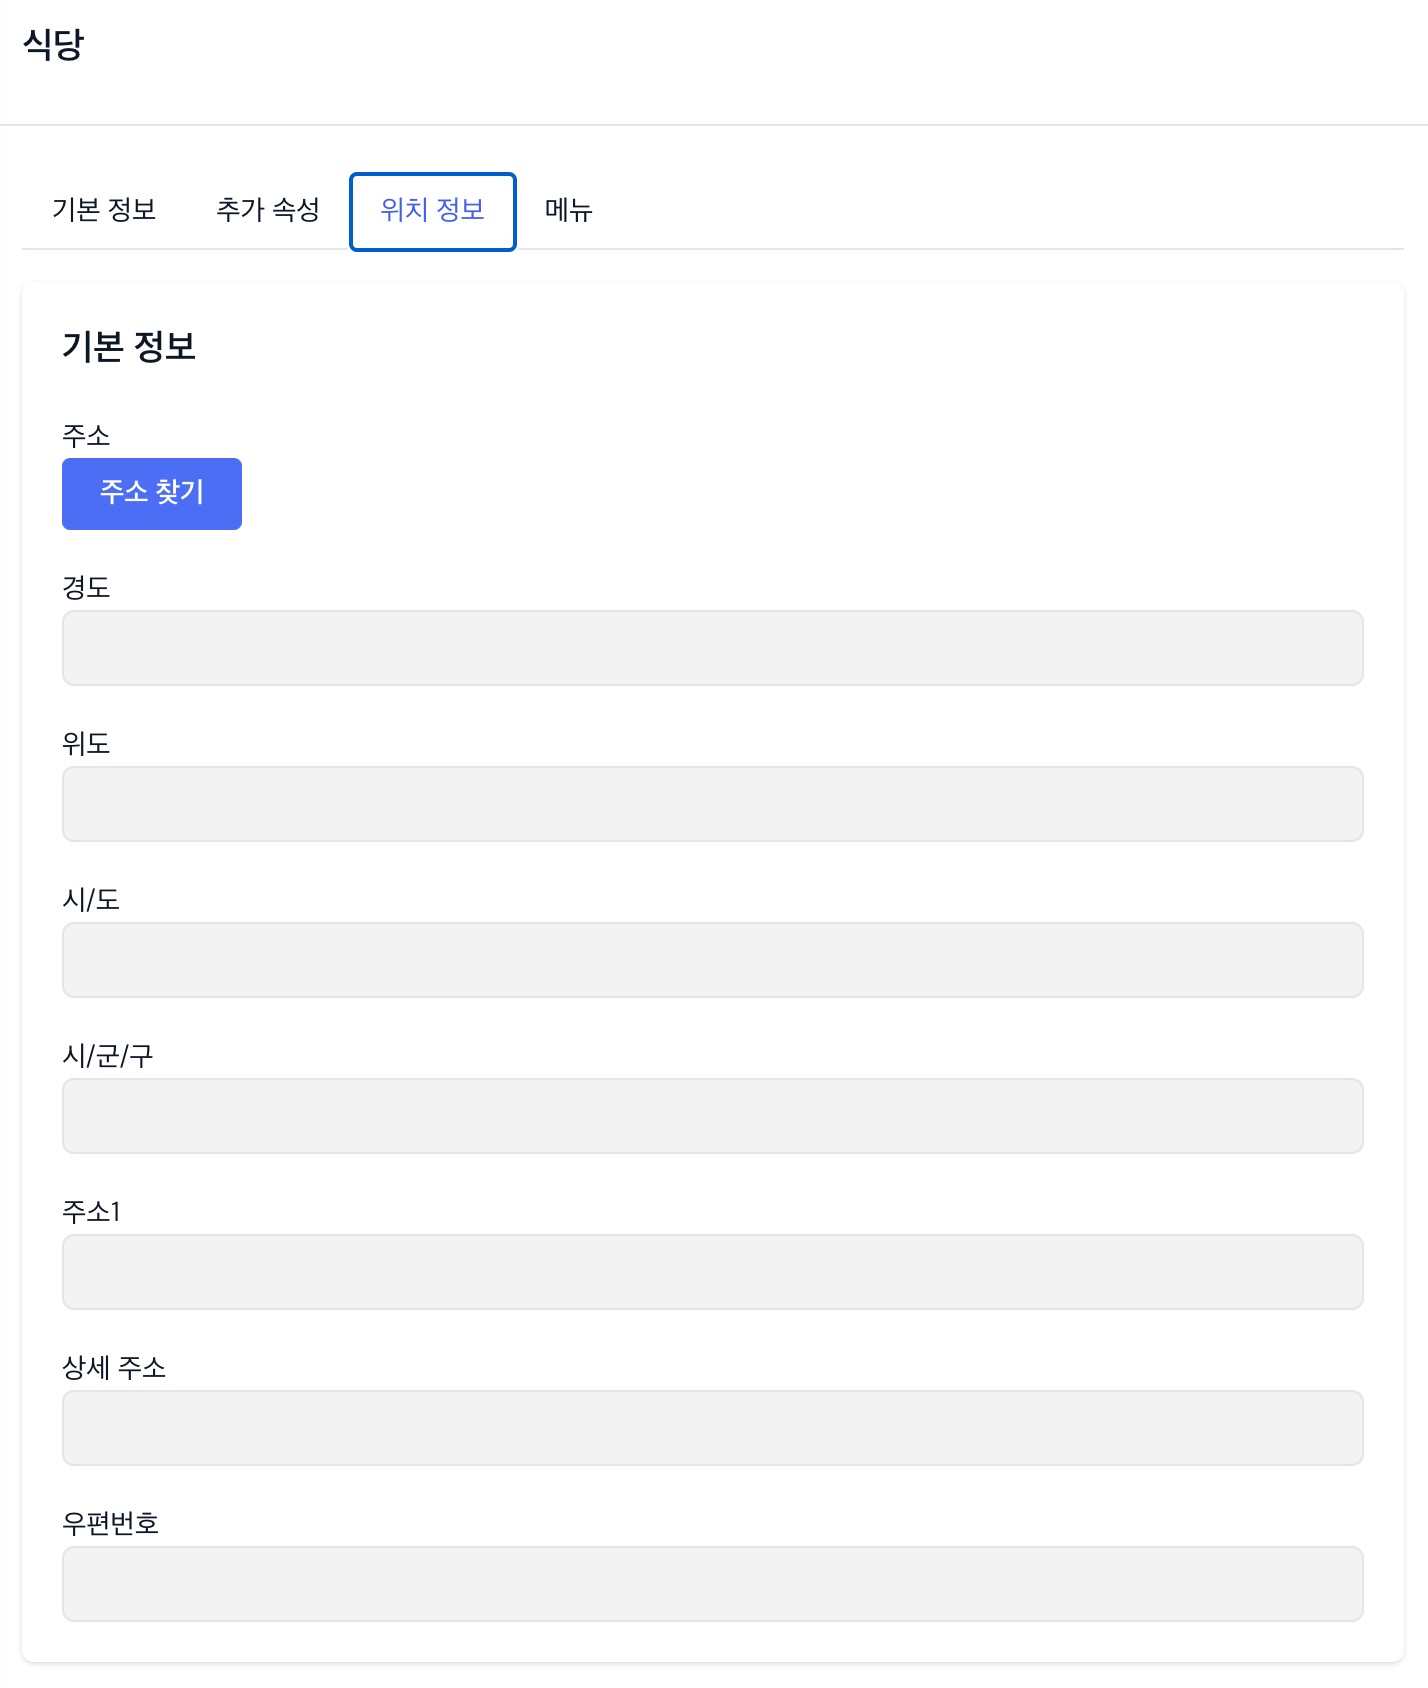 식당
기본 정보 추가 속성 위치 정보 메뉴
기본 정보
주소
주소 찾기
경도
위도
시/도
시/군/구
주소1
상세 주소
우편번호